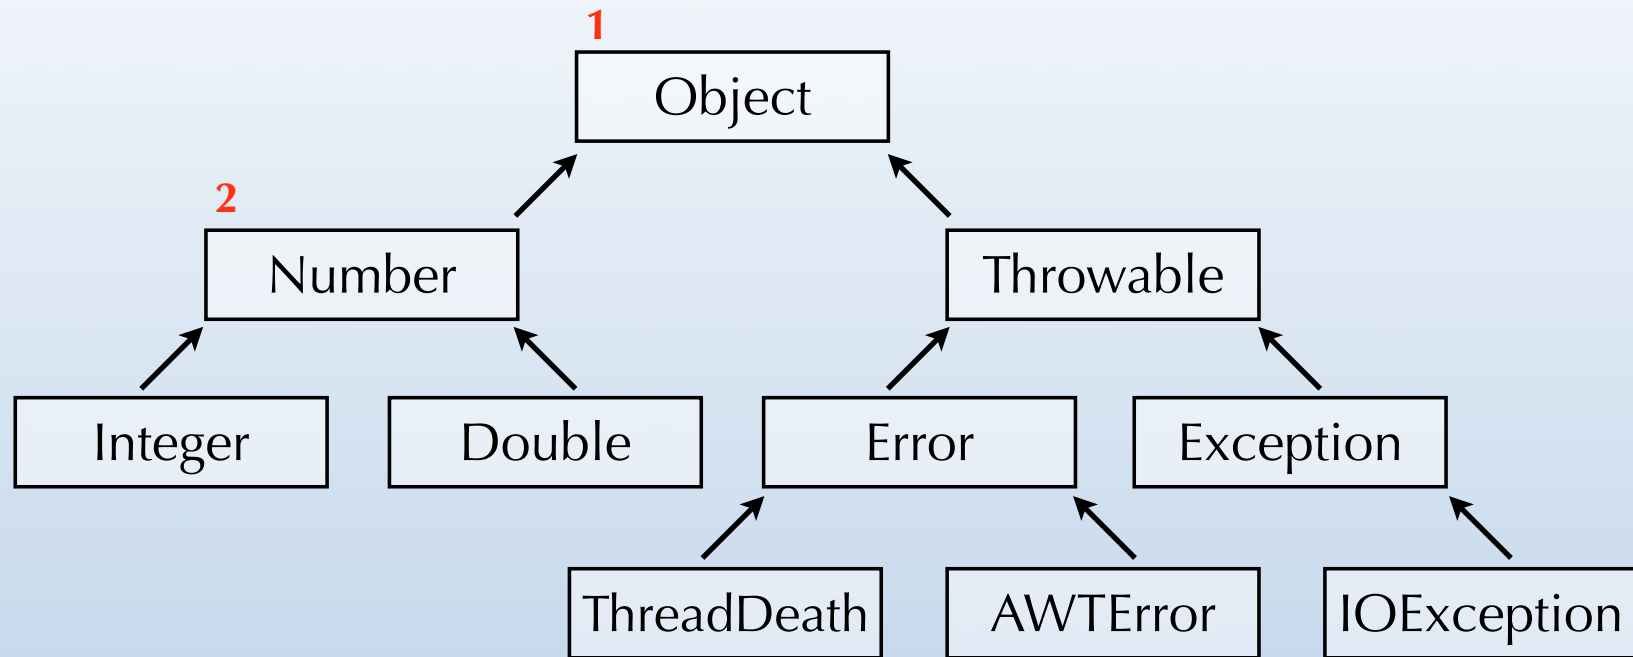 1
Object
2
Number
Throwable
Integer
Double
Error
Exception
ThreadDeath
AWTError
IOException